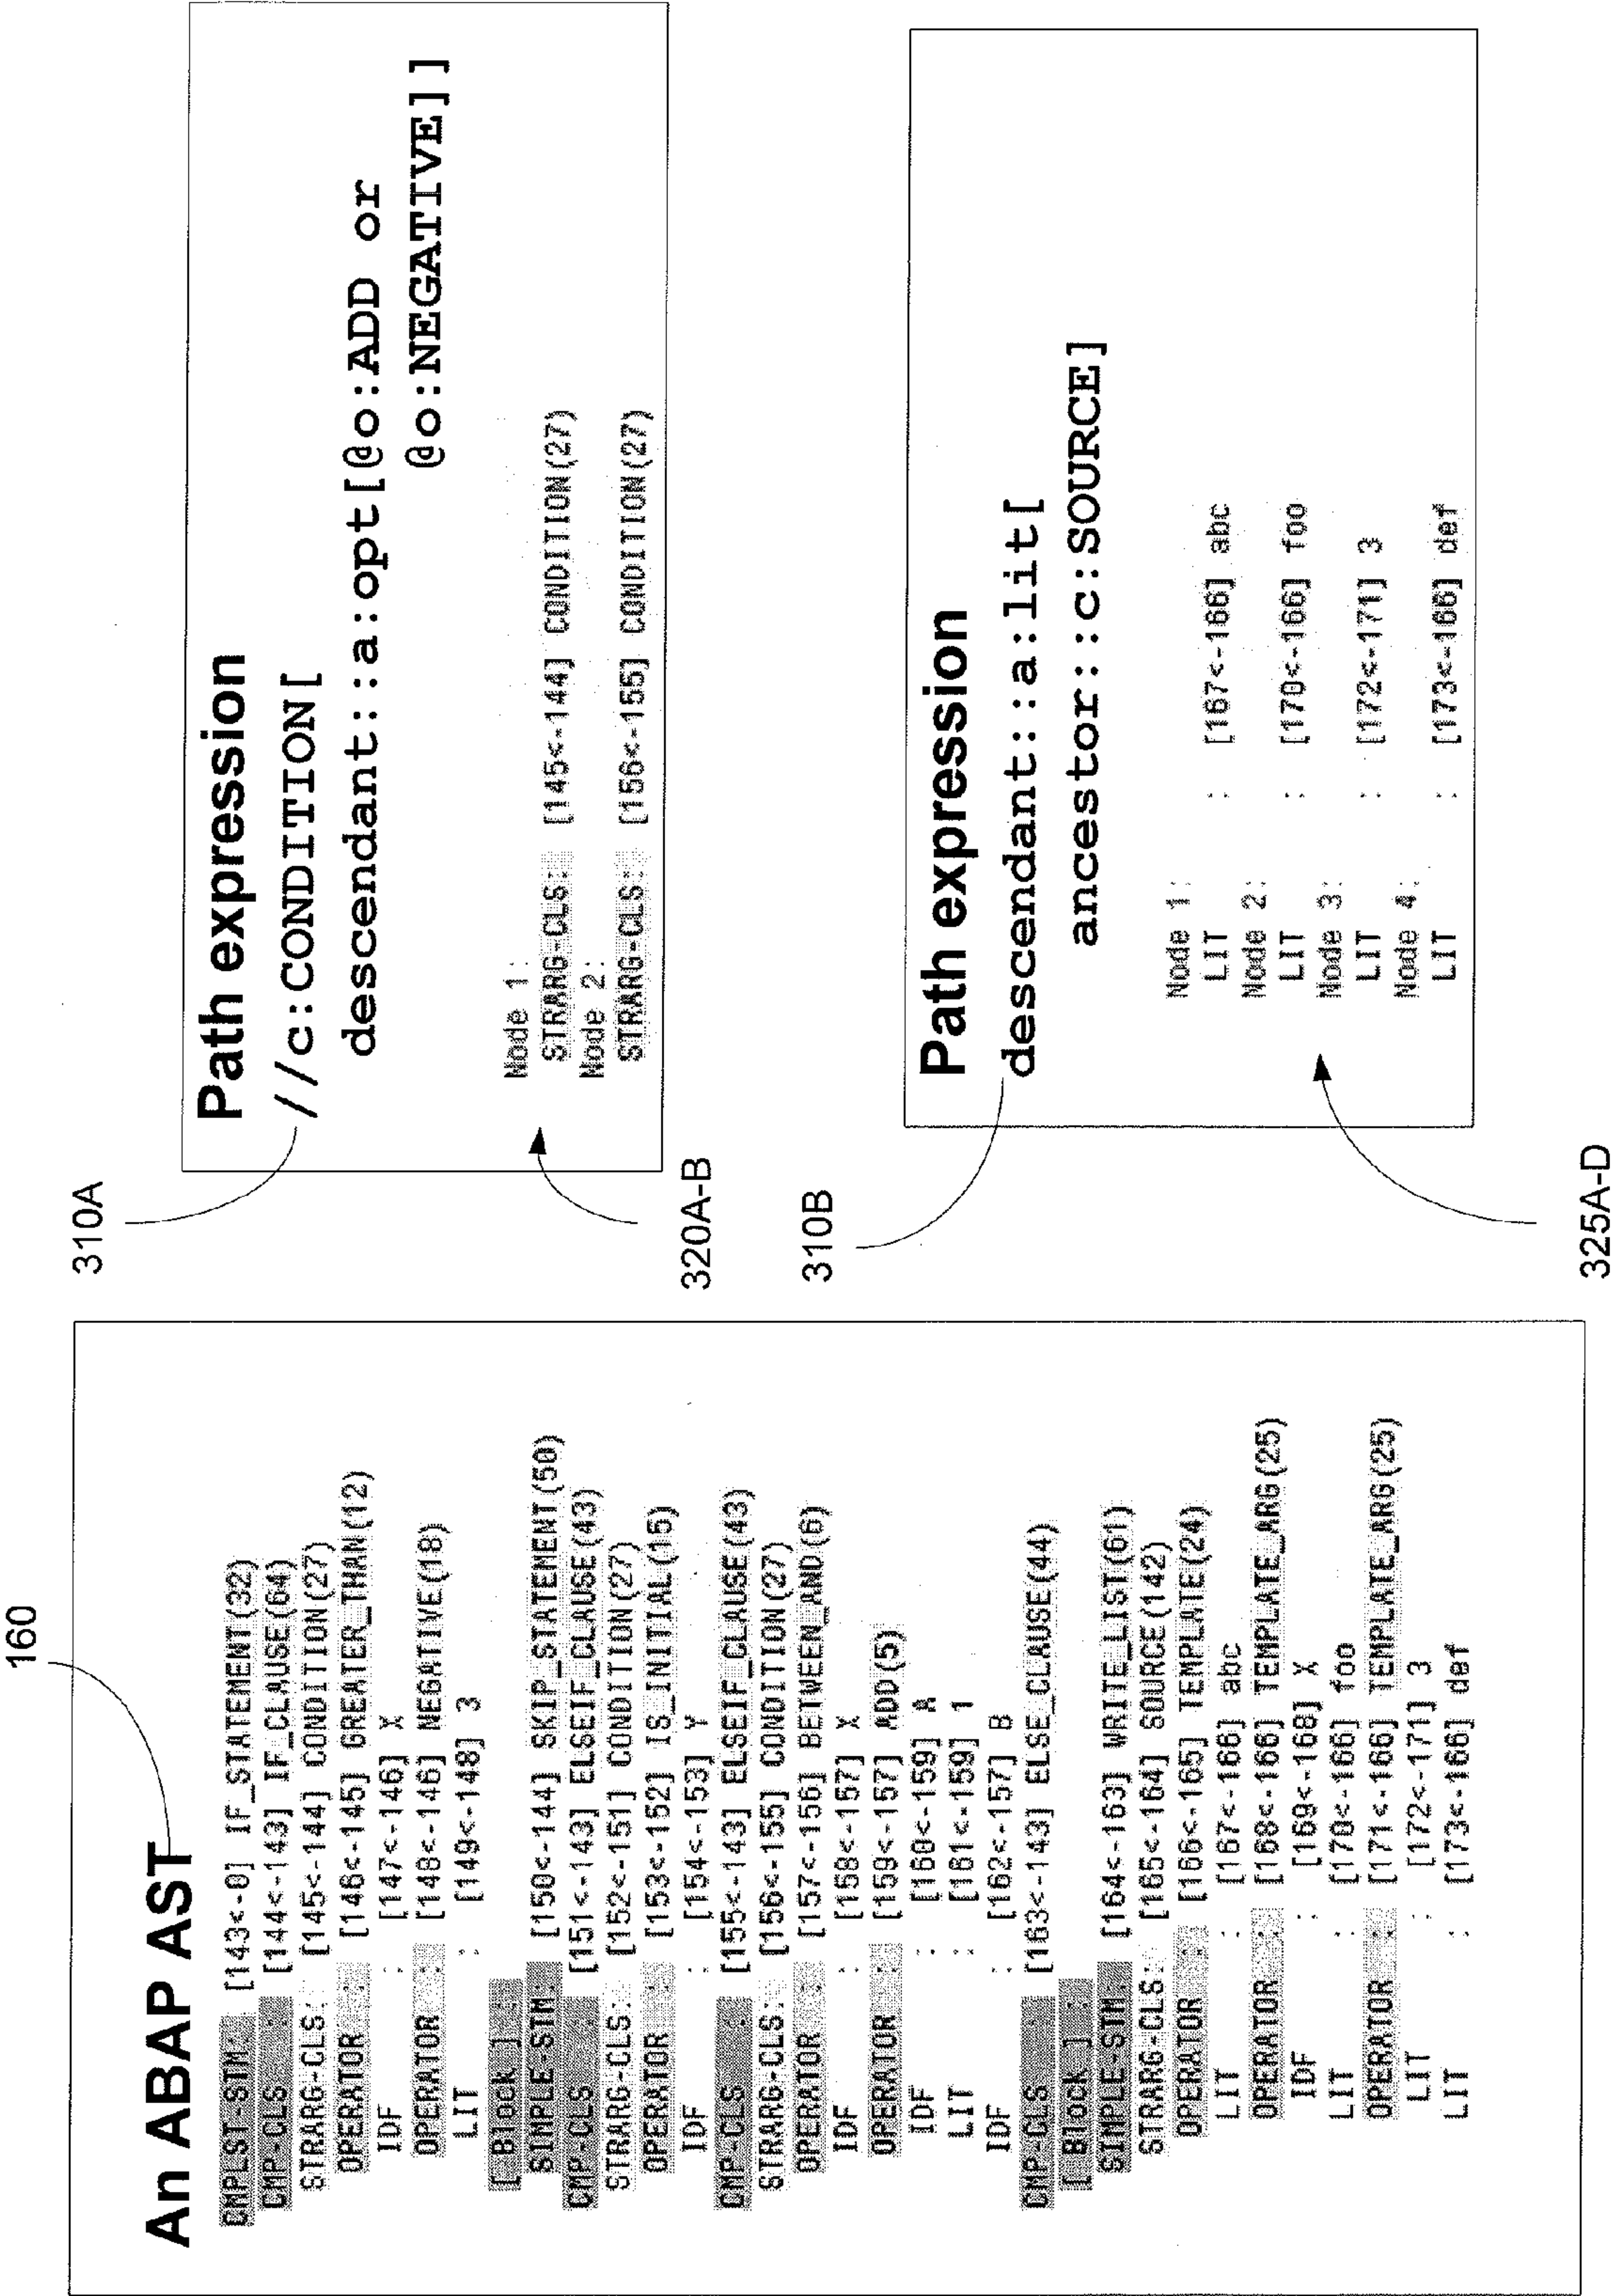 160
An ABAP AST
CMPLST-STM: [143<-0] IF_STATEMENT(32)
CMP-CLS : [144<-143] IF_CLAUSE(64)
STRARG-CLS: [145<-144] CONDITION(27)
OPERATOR : [146<-145] GREATER_THAN(12)
IDF : [147<-146] X
OPERATOR : [148<-146] NEGATIVE(18)
LIT : [149<-148] 3
[ Block ] :
SIMPLE-STM: [150<-144] SKIP_STATEMENT(50)
CMP-CLS : [151<-143] ELSEIF_CLAUSE(43)
STRARG-CLS: [152<-151] CONDITION(27)
OPERATOR : [153<-152] IS_INITIAL(15)
IDF : [154<-153] Y
CMP-CLS : [155<-143] ELSEIF_CLAUSE(43)
STRARG-CLS: [156<-155] CONDITION(27)
OPERATOR : [157<-156] BETWEEN_AND(6)
IDF : [158<-157] X
OPERATOR : [159<-157] ADD(5)
IDF : [160<-159] A
LIT : [161<-159] 1
IDF : [162<-157] B
CMP-CLS : [163<-143] ELSE_CLAUSE(44)
[ Block ] :
SIMPLE-STM: [164<-163] WRITE_LIST(61)
STRARG-CLS: [165<-164] SOURCE(142)
OPERATOR : [166<-165] TEMPLATE(24)
LIT : [167<-166] abc
OPERATOR : [168<-166] TEMPLATE_ARG(25)
IDF : [169<-168] X
LIT : [170<-166] foo
OPERATOR : [171<-166] TEMPLATE_ARG(25)
LIT : [172<-171] 3
LIT : [173<-166] def
310A
Path expression
//c:CONDITION[
descendant::a:opt[@o:ADD or
@o:NEGATIVE]]
Node 1:
STRARG-CLS: [145<-144] CONDITION(27)
Node 2:
STRARG-CLS: [156<-155] CONDITION(27)
320A-B
310B
Path expression
descendant::a:lit[
ancestor::c:SOURCE]
Node 1:
LIT : [167<-166] abc
Node 2:
LIT : [170<-166] foo
Node 3:
LIT : [172<-171] 3
Node 4:
LIT : [173<-166] def
325A-D